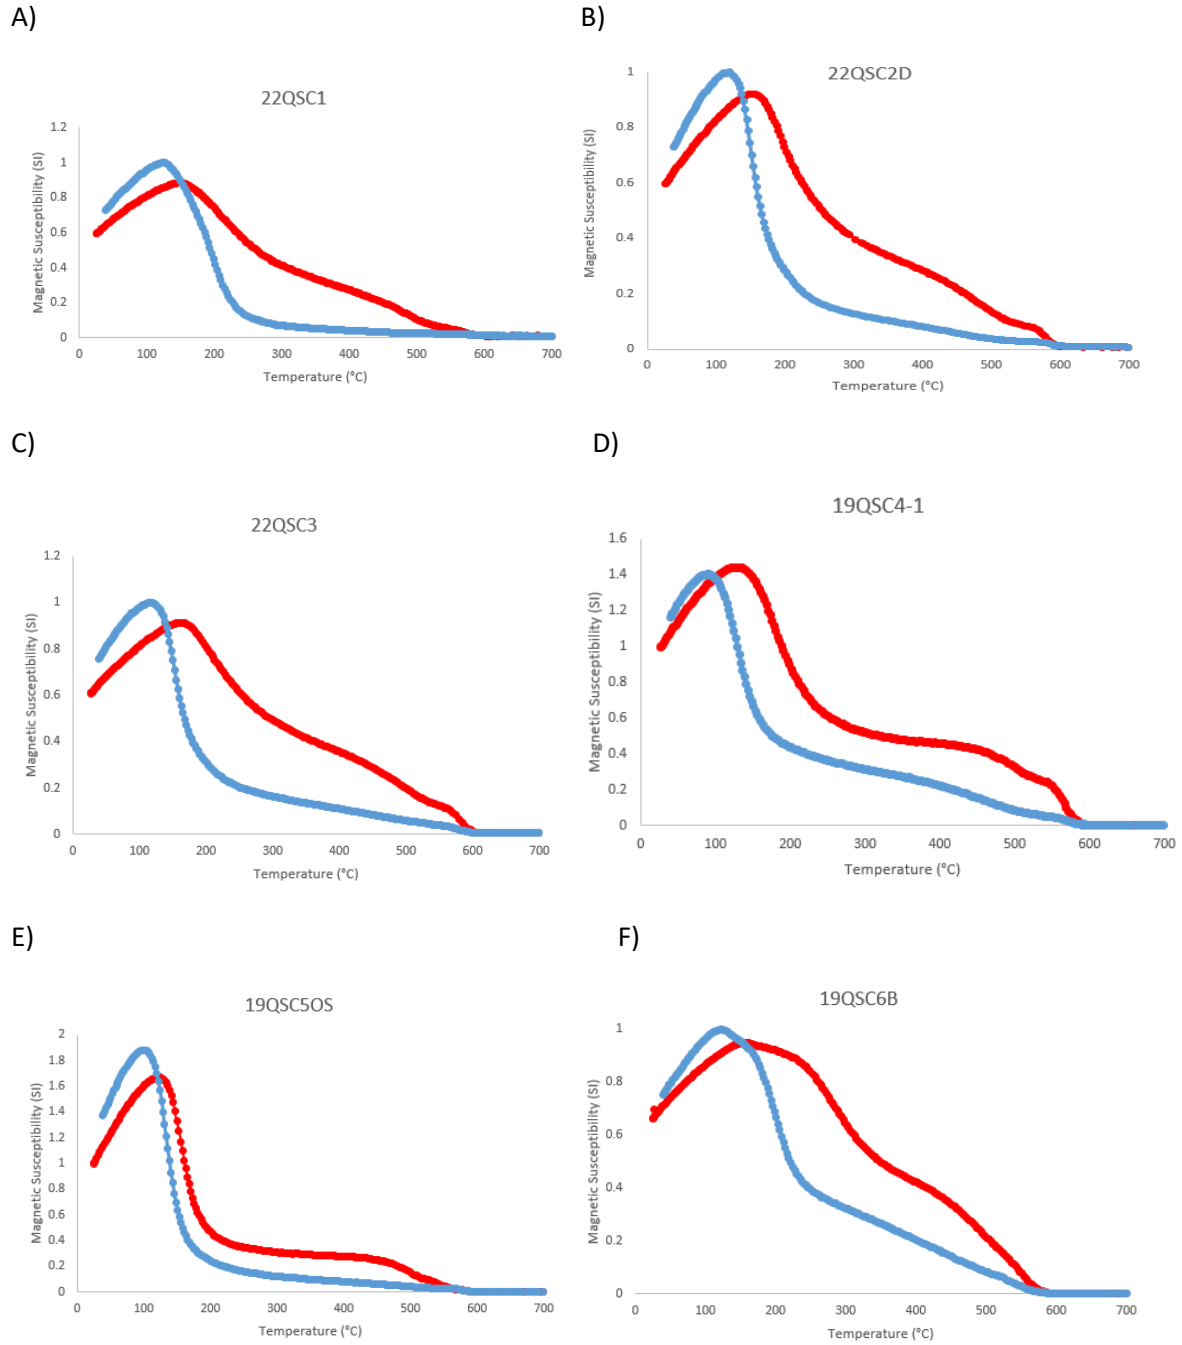 A)
22QSC1
Magnetic Susceptibility (SI)
1.2
1
0.8
0.6
0.4
0.2
0
0 100 200 300 400 500 600 700
Temperature (°C)
B)
22QSC2D
Magnetic Susceptibility (SI)
1
0.8
0.6
0.4
0.2
0
0 100 200 300 400 500 600 700
Temperature (°C)
C)
22QSC3
Magnetic Susceptibility (SI)
1.2
1
0.8
0.6
0.4
0.2
0
0 100 200 300 400 500 600 700
Temperature (°C)
D)
19QSC4-1
Magnetic Susceptibility (SI)
1.6
1.4
1.2
1
0.8
0.6
0.4
0.2
0
0 100 200 300 400 500 600 700
Temperature (°C)
E)
19QSC5OS
Magnetic Susceptibility (SI)
2
1.8
1.6
1.4
1.2
1
0.8
0.6
0.4
0.2
0
0 100 200 300 400 500 600 700
Temperature (°C)
F)
19QSC6B
Magnetic Susceptibility (SI)
1
0.8
0.6
0.4
0.2
0
0 100 200 300 400 500 600 700
Temperature (°C)